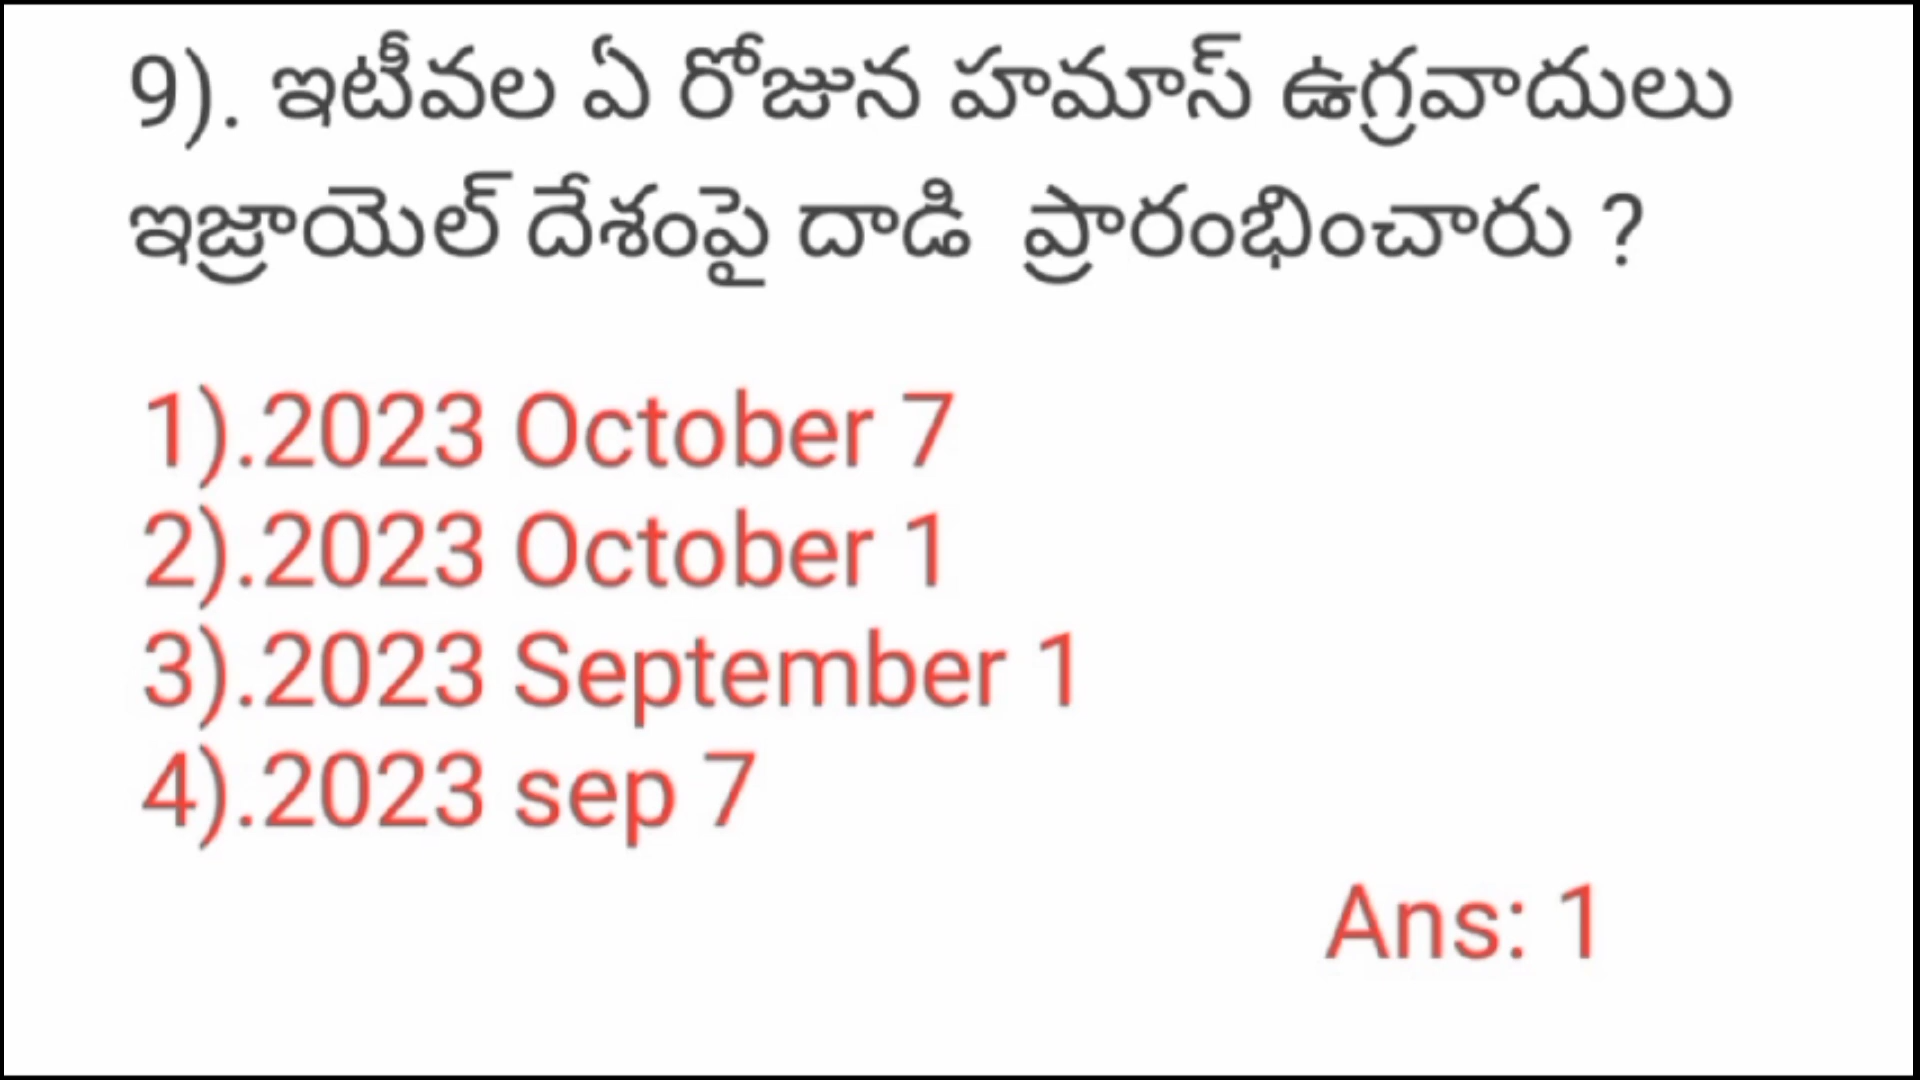 9). ఇటీవల ఏ రోజున హమాస్ ఉగ్రవాదులు
ఇజ్రాయెల్ దేశంపై దాడి ప్రారంభించారు ?
1).2023 October 7
2).2023 October 1
3).2023 September 1
4).2023 sep 7
Ans: 1